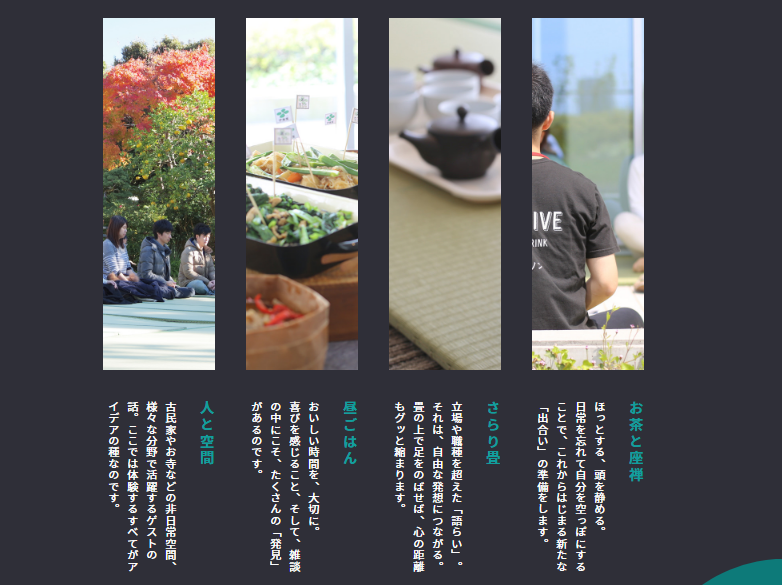 IVE
RINK
ソン
お茶と座禅
ほっとする、頭を静める。
日常を忘れて自分を空っぽにする
ことで、これからはじまる新たな
「出合い」の準備をします。
さらり畳
立場や職種を超えた「語らい」。
それは、自由な発想につながる。
畳の上で足をのばせば、心の距離
もグッと縮まります。
昼ごはん
おいしい時間を、大切に。
喜びを感じること、そして、雑談
の中にこそ、たくさんの「発見」
があるのです。
人と空間
古民家やお寺などの非日常空間、
様々な分野で活躍するゲストの
話。ここでは体験するすべてがア
イデアの種なのです。